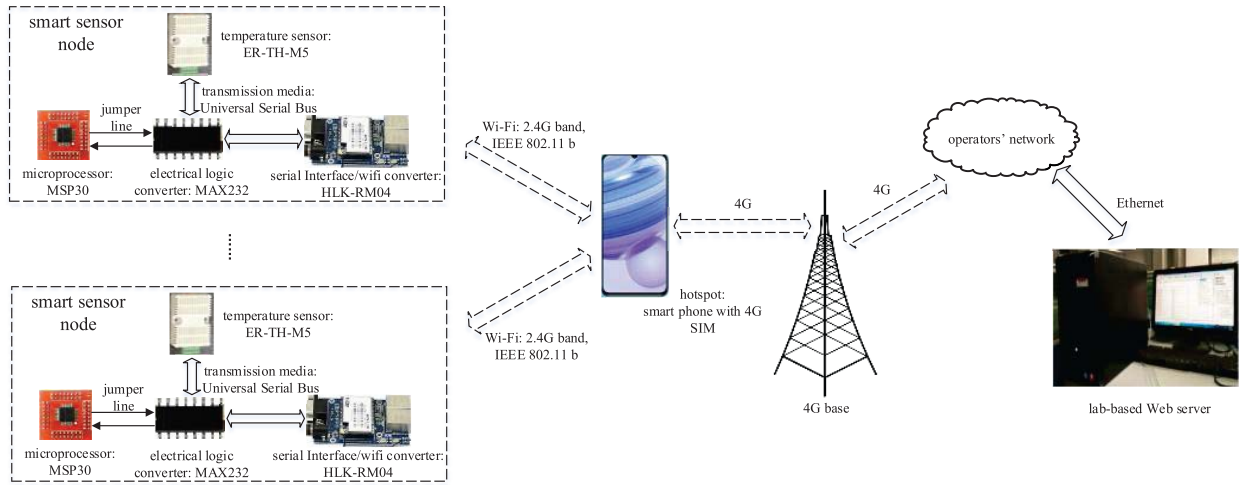 smart sensor
node
temperature sensor:
ER-TH-M5
transmission media:
Universal Serial Bus
jumper
line
microprocessor:
MSP30
electrical logic
converter: MAX232
serial Interface/wifi converter:
HLK-RM04
smart sensor
node
temperature sensor:
ER-TH-M5
transmission media:
Universal Serial Bus
jumper
line
microprocessor:
MSP30
electrical logic
converter: MAX232
serial Interface/wifi converter:
HLK-RM04
Wi-Fi: 2.4G band,
IEEE 802.11 b
Wi-Fi: 2.4G band,
IEEE 802.11 b
hotspot:
smart phone with 4G
SIM
4G
4G base
4G
operators’ network
Ethernet
lab-based Web server